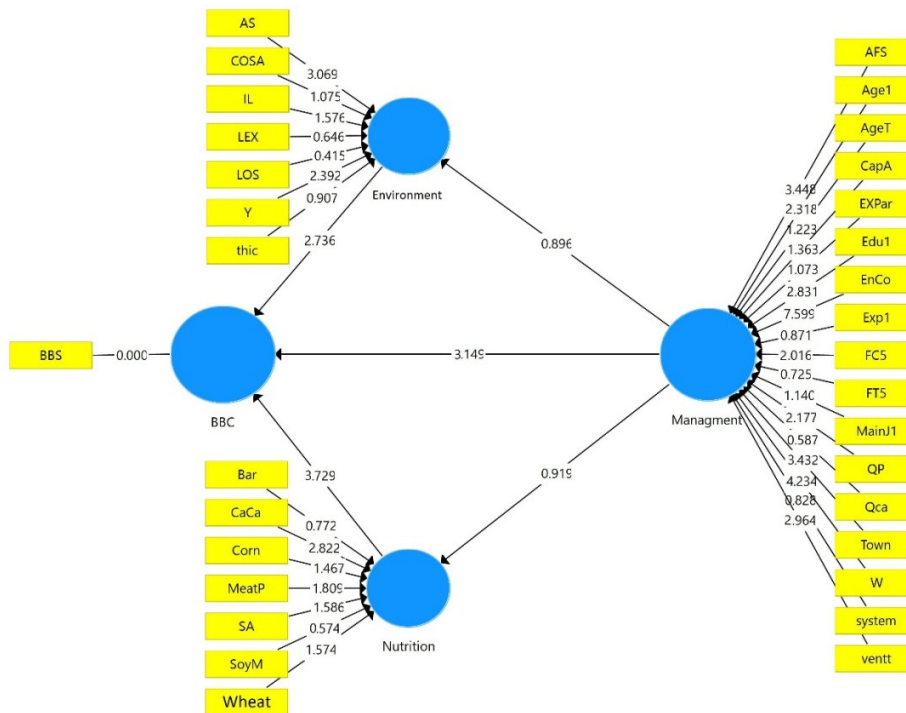 AS
COSA
IL
LEX
LOS
Y
thic
3.069
1.075
1.576
0.646
0.415
2.392
0.907
Environment
2.736
0.896
BBS
0.000
BBC
3.149
Managment
3.729
0.919
Bar
CaCa
Corn
MeatP
SA
SoyM
Wheat
0.772
2.822
1.467
1.809
1.586
0.574
1.574
Nutrition
AFS
Age1
AgeT
CapA
EXPar
Edu1
EnCo
Exp1
FC5
FT5
MainJ1
QP
Qca
Town
W
system
ventt
3.448
2.318
1.223
1.363
1.073
2.831
7.599
0.871
2.016
0.725
1.140
2.177
0.587
3.432
4.234
0.828
2.964